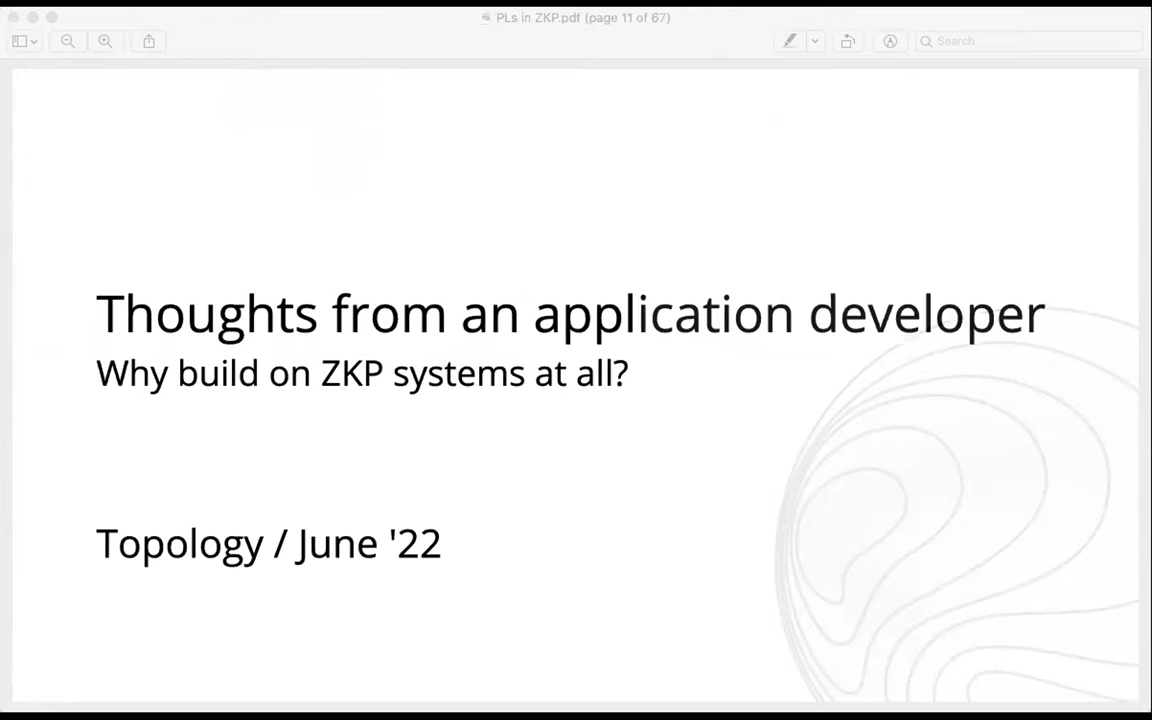 PLs in ZKP.pdf (page 11 of 67)
Search
Thoughts from an application developer
Why build on ZKP systems at all?
Topology / June '22